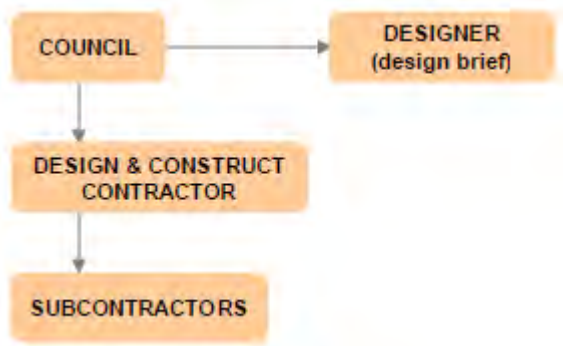 COUNCIL
DESIGNER
(design brief)
DESIGN & CONSTRUCT
CONTRACTOR
SUBCONTRACTORS